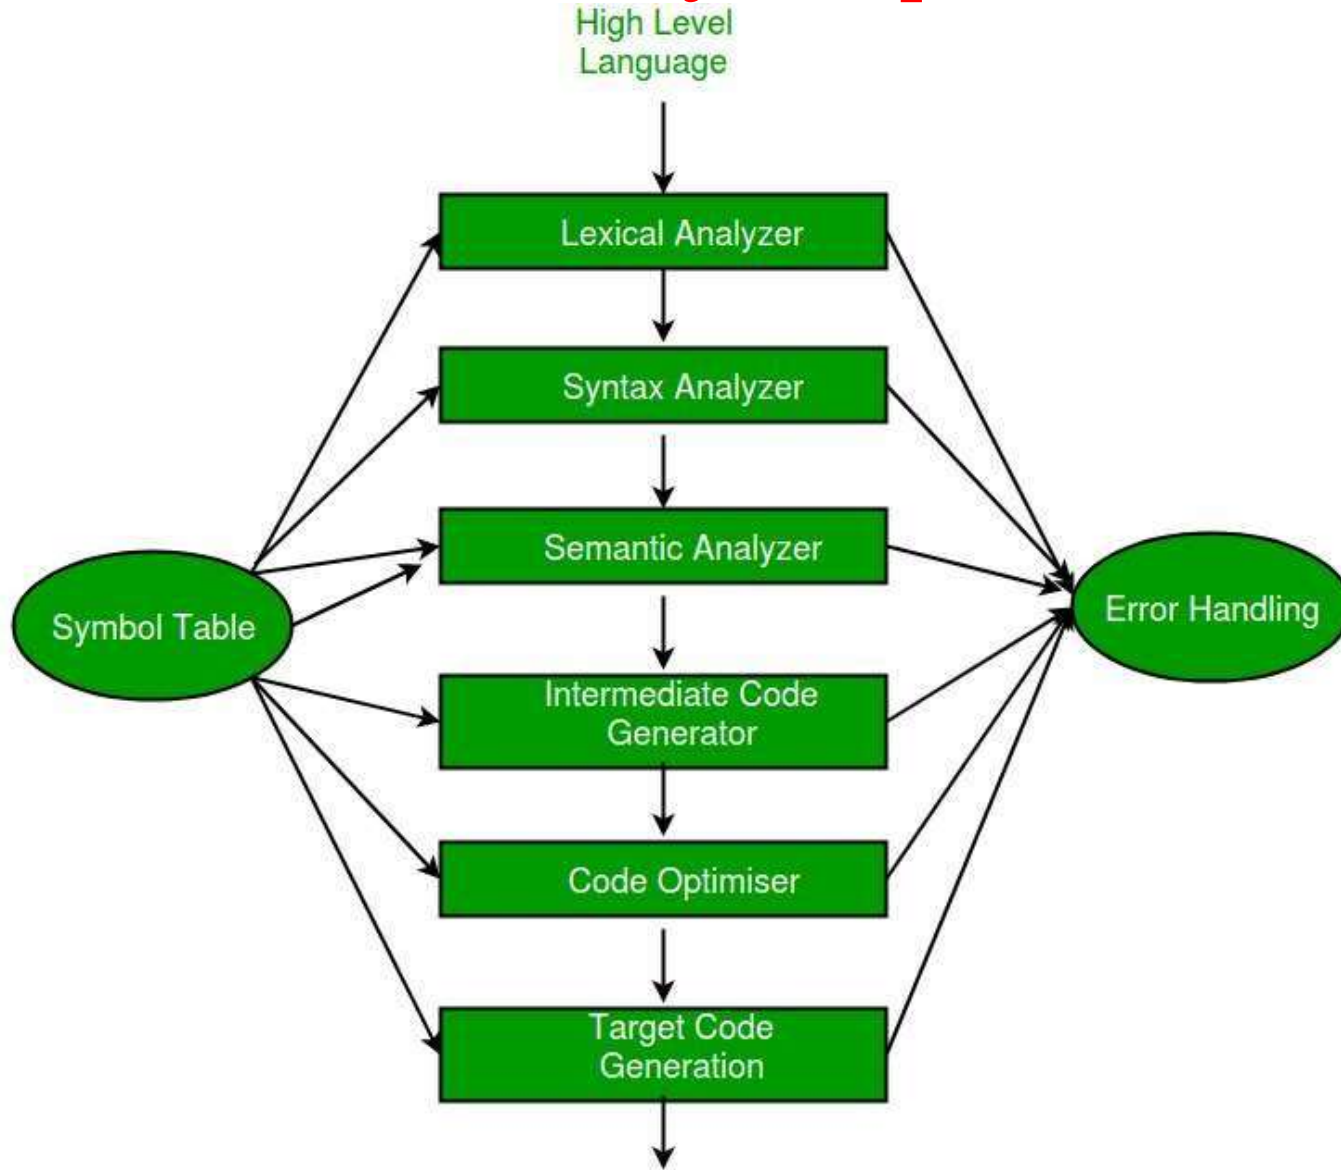 High Level
Language
Lexical Analyzer
Syntax Analyzer
Semantic Analyzer
Symbol Table
Error Handling
Intermediate Code
Generator
Code Optimiser
Target Code
Generation